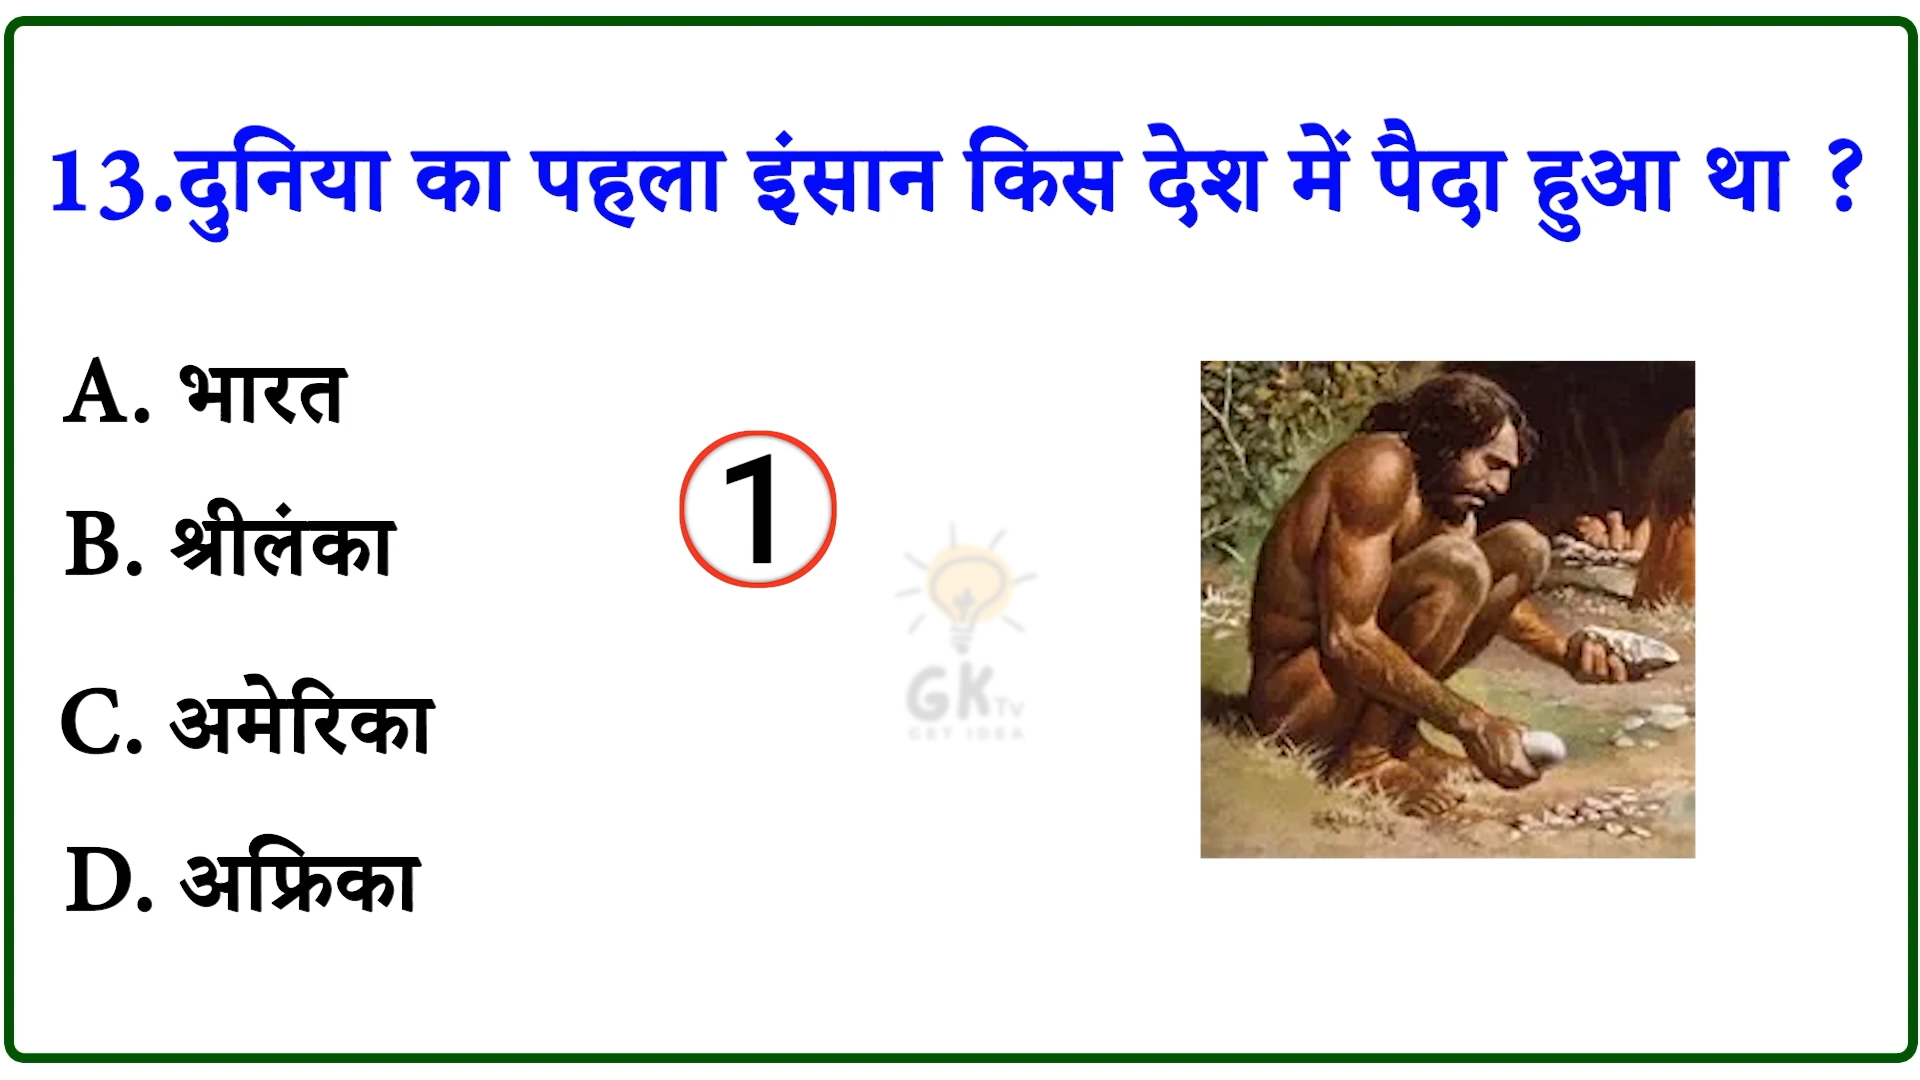 13.दुनिया का पहला इंसान किस देश में पैदा हुआ था ?
A. भारत
B. श्रीलंका
1
C. अमेरिका
D. अफ्रिका
GK TV
GET IDEA